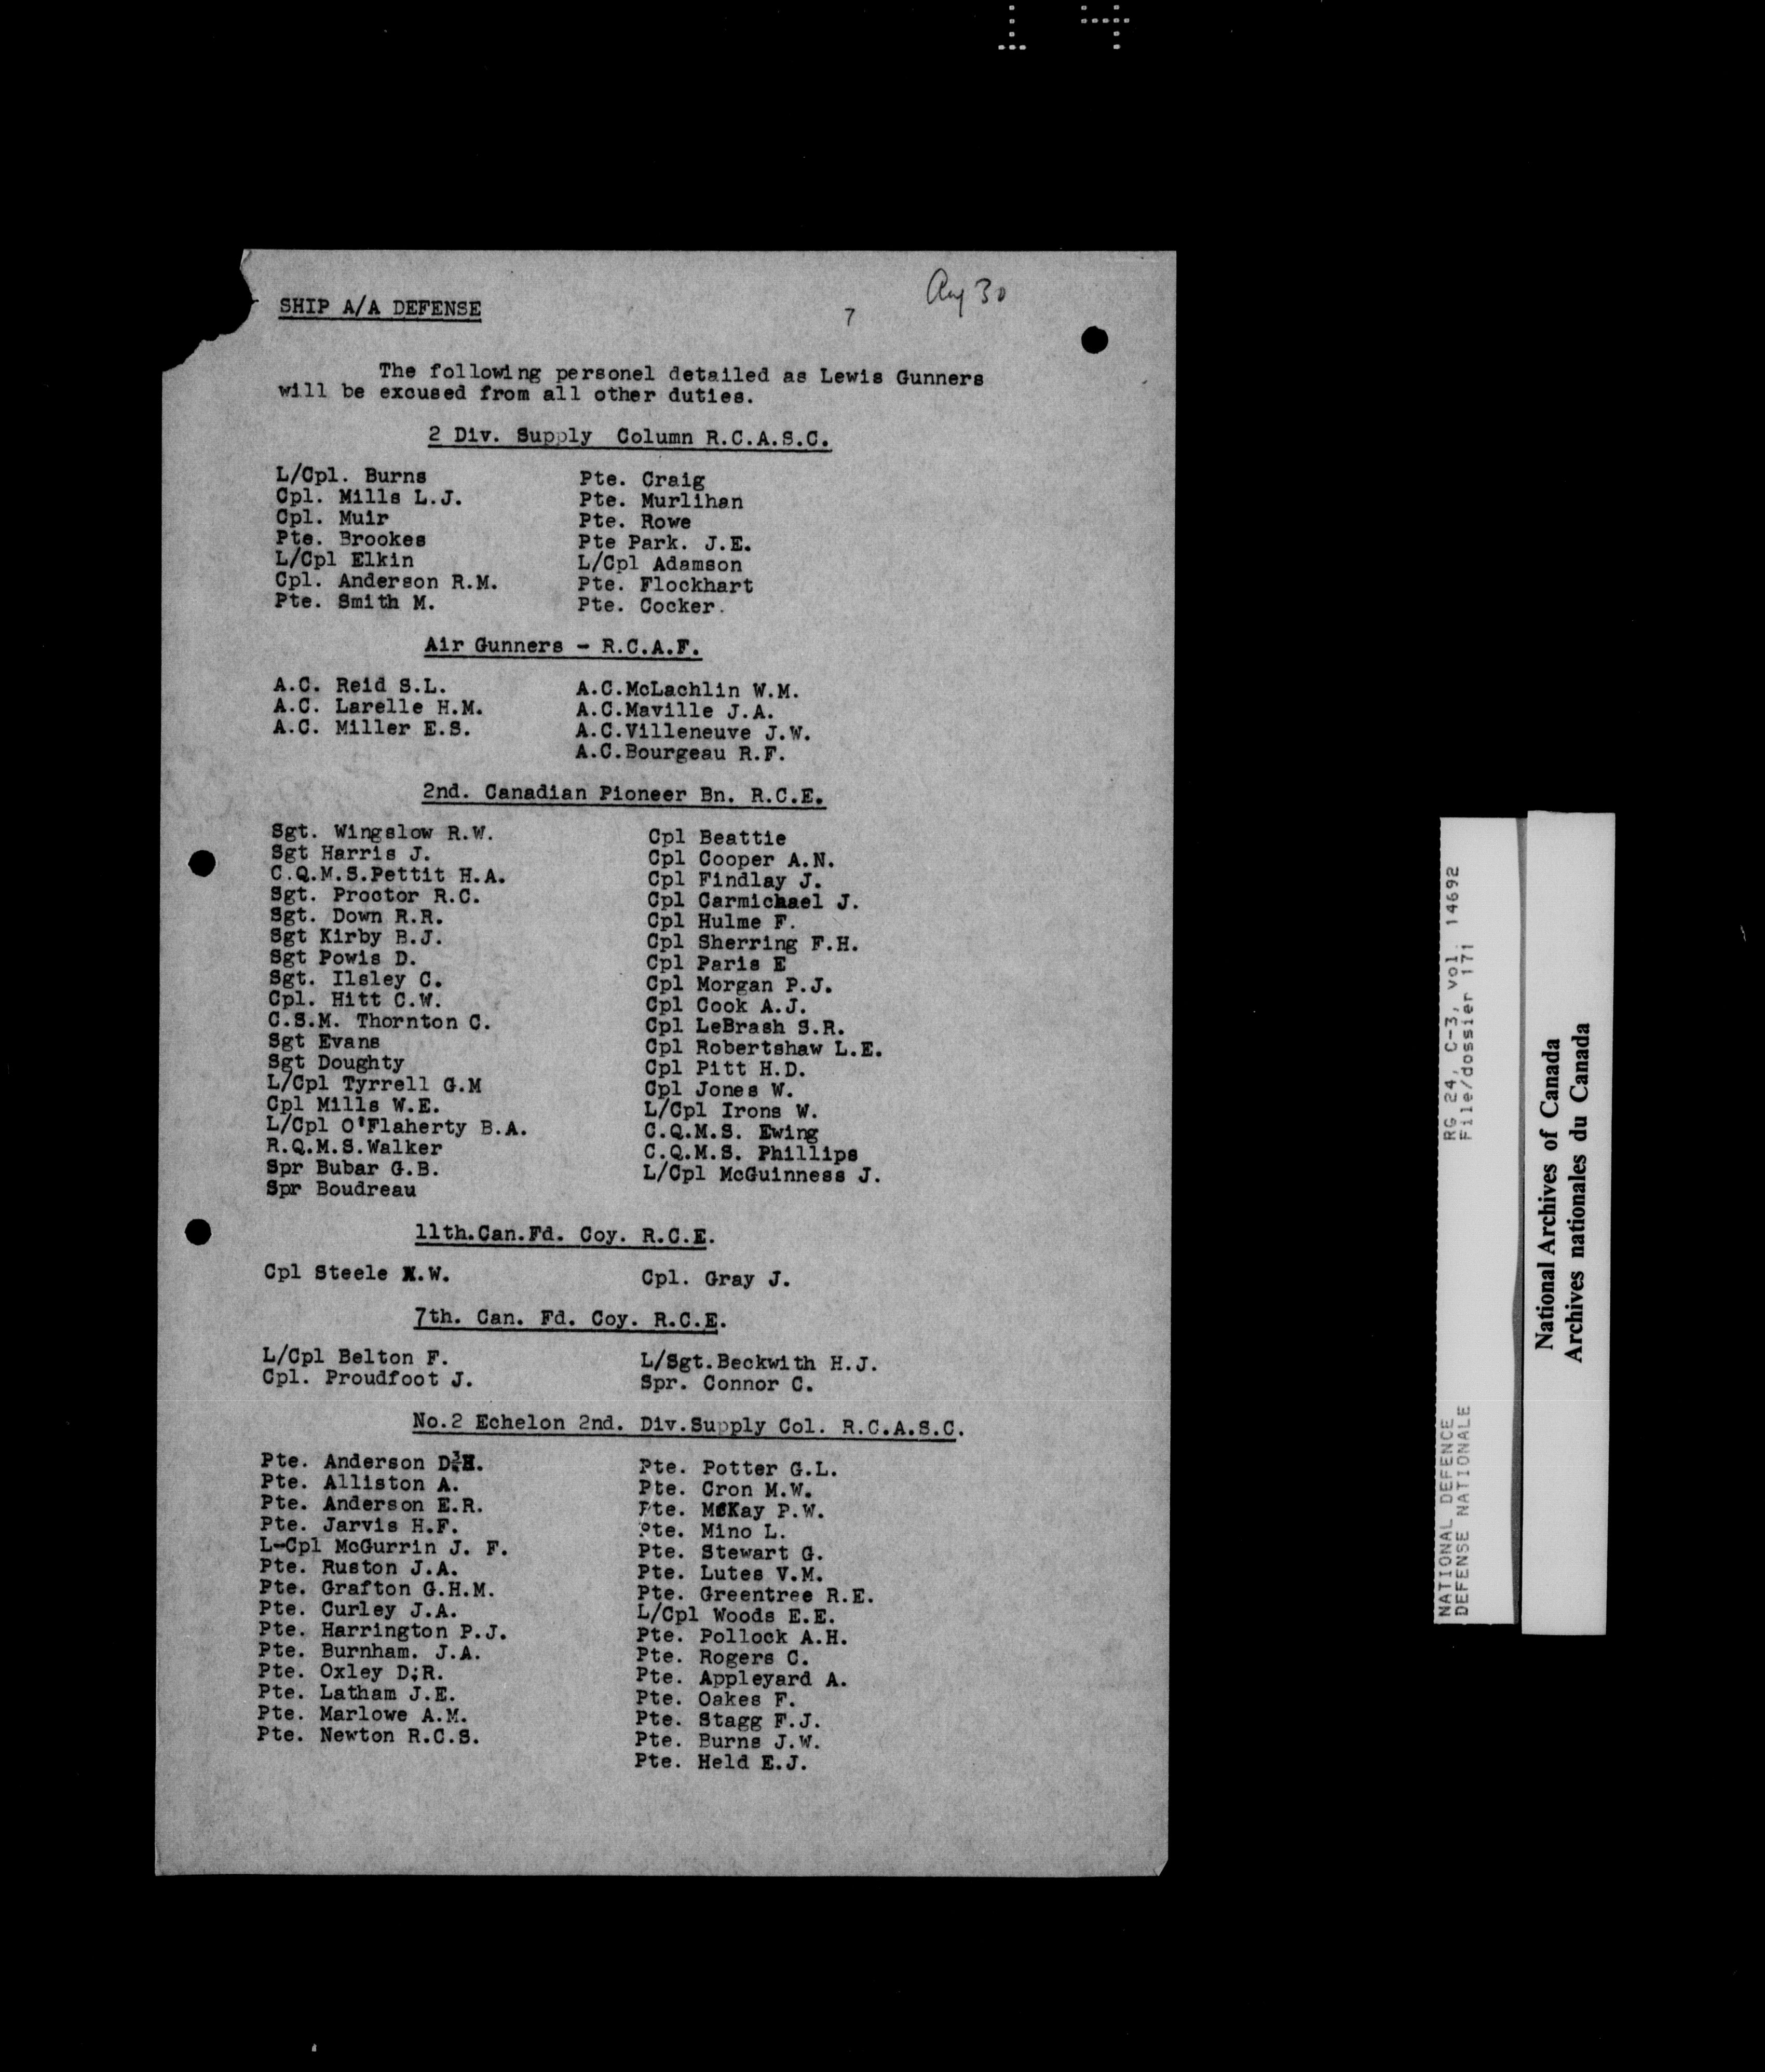 14
Aug 30
7
SHIP A/A DEFENSE
The following personel detailed as Lewis Gunners
will be excused from all other duties.
2 Div. Supply Column R.C.A.S.C.
L/Cpl. Burns
Cpl. Mills L.J.
Cpl. Muir
Pte. Brookes
L/Cpl Elkin
Cpl. Anderson R.M.
Pte. Smith M.
Pte. Craig
Pte. Murlihan
Pte. Rowe
Pte Park. J.E.
L/Cpl Adamson
Pte. Flockhart
Pte. Cocker.
Air Gunners - R.C.A.F.
A.C. Reid S.L.
A.C. Larelle H.M.
A.C. Miller E.S.
A.C.McLachlin W.M.
A.C.Maville J.A.
A.C.Villeneuve J.W.
A.C.Bourgeau R.F.
2nd. Canadian Pioneer Bn. R.C.E.
Sgt. Wingslow R.W.
Sgt Harris J.
C.Q.M.S.Pettit H.A.
Sgt. Proctor R.C.
Sgt. Down R.R.
Sgt Kirby B.J.
Sgt Powis D.
Sgt. Ilsley C.
Cpl. Hitt C.W.
C.S.M. Thornton C.
Sgt Evans
Sgt Doughty
L/Cpl Tyrrell G.M
Cpl Mills W.E.
L/Cpl O'Flaherty B.A.
R.Q.M.S.Walker
Spr Bubar G.B.
Spr Boudreau
Cpl Beattie
Cpl Cooper A.N.
Cpl Findlay J.
Cpl Carmichael J.
Cpl Hulme F.
Cpl Sherring F.H.
Cpl Paris E
Cpl Morgan P.J.
Cpl Cook A.J.
Cpl LeBrash S.R.
Cpl Robertshaw L.E.
Cpl Pitt H.D.
Cpl Jones W.
L/Cpl Irons W.
C.Q.M.S. Ewing
C.Q.M.S. Phillips
L/Cpl McGuinness J.
11th.Can.Fd. Coy. R.C.E.
Cpl Steele
Cpl. Gray J.
7th. Can. Fd. Coy. R.C.E.
L/Cpl Belton F.
Cpl. Proudfoot J.
L/Sgt.Beckwith H.J.
Spr. Connor C.
No.2 Echelon 2nd. Div.Supply Col. R.C.A.S.C.
Pte. Anderson
Pte. Alliston A.
Pte. Anderson E.R.
Pte. Jarvis H.F.
L-Cpl McGurrin J. F.
Pte. Ruston J.A.
Pte. Grafton G.H.M.
Pte. Curley J.A.
Pte. Harrington P.J.
Pte. Burnham. J.A.
Pte. Oxley D;R.
Pte. Latham J.E.
Pte. Marlowe A.M.
Pte. Newton R.C.S.
Pte. Potter G.L.
Pte. Cron M.W.
Pte. McKay P.W.
Pte. Mino L.
Pte. Stewart G.
Pte. Lutes V.M.
Pte. Greentree R.E.
L/Cpl Woods E.E.
Pte. Pollock A.H.
Pte. Rogers C.
Pte. Appleyard A.
Pte. Oakes F.
Pte. Stagg F.J.
Pte. Burns J.W.
Pte. Held E.J.
NATIONAL DEFENCE RG 24, C-3, vol. 14692
DEFENSE NATIONALE File/dossier 171
National Archives of Canada
Archives nationales du Canada